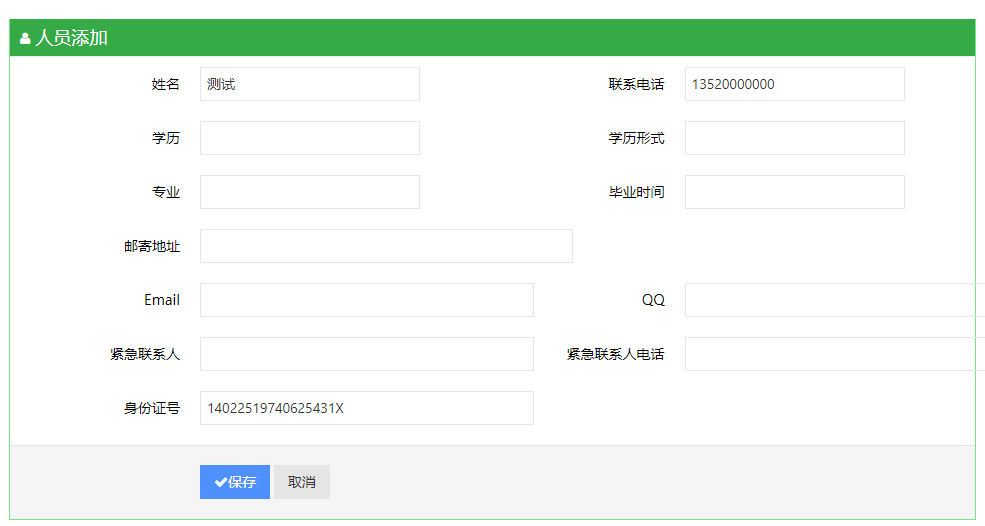 人员添加
姓名 测试 联系电话 13520000000
学历 学历形式
专业 毕业时间
邮寄地址
Email QQ
紧急联系人 紧急联系人电话
身份证号 14022519740625431X
保存 取消